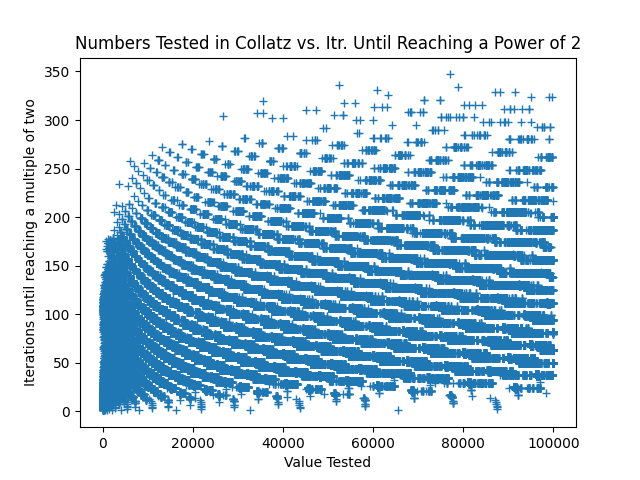 Numbers Tested in Collatz vs. Itr. Until Reaching a Power of 2
350
300
250
200
150
100
50
0
Iterations until reaching a multiple of two
0 20000 40000 60000 80000 100000
Value Tested